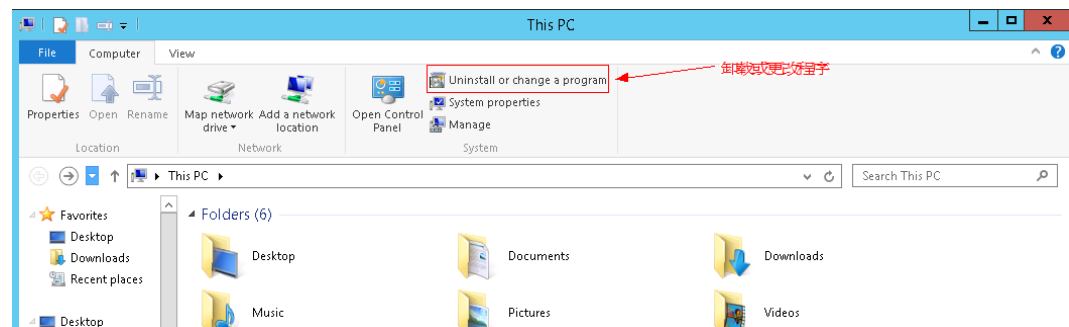 This PC
File Computer View
Uninstall or change a program
卸载或更改程序
System properties
Manage
Properties Open Rename
Map network drive
Add a network location
Open Control Panel
Location Network System
This PC
Search This PC
Favorites
Desktop
Downloads
Recent places
Desktop
Folders (6)
Desktop Documents Downloads
Music Pictures Videos